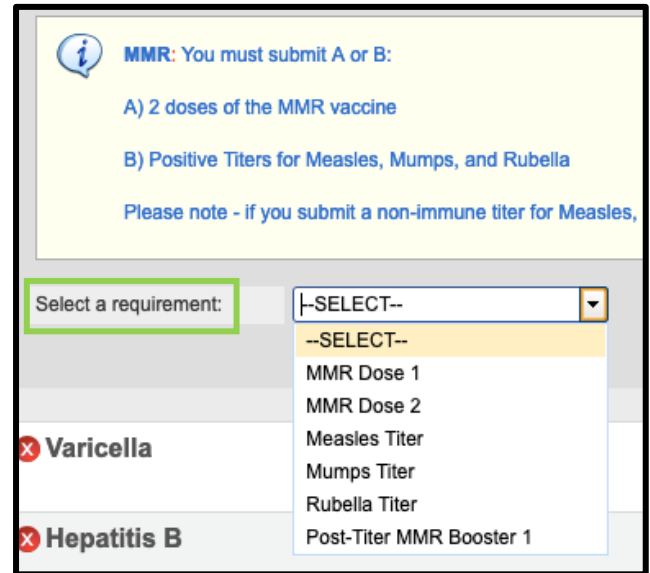 MMR: You must submit A or B:
A) 2 doses of the MMR vaccine
B) Positive Titers for Measles, Mumps, and Rubella
Please note - if you submit a non-immune titer for Measles,
Select a requirement:
--SELECT--
--SELECT--
MMR Dose 1
MMR Dose 2
Measles Titer
Mumps Titer
Rubella Titer
Post-Titer MMR Booster 1
Varicella
Hepatitis B